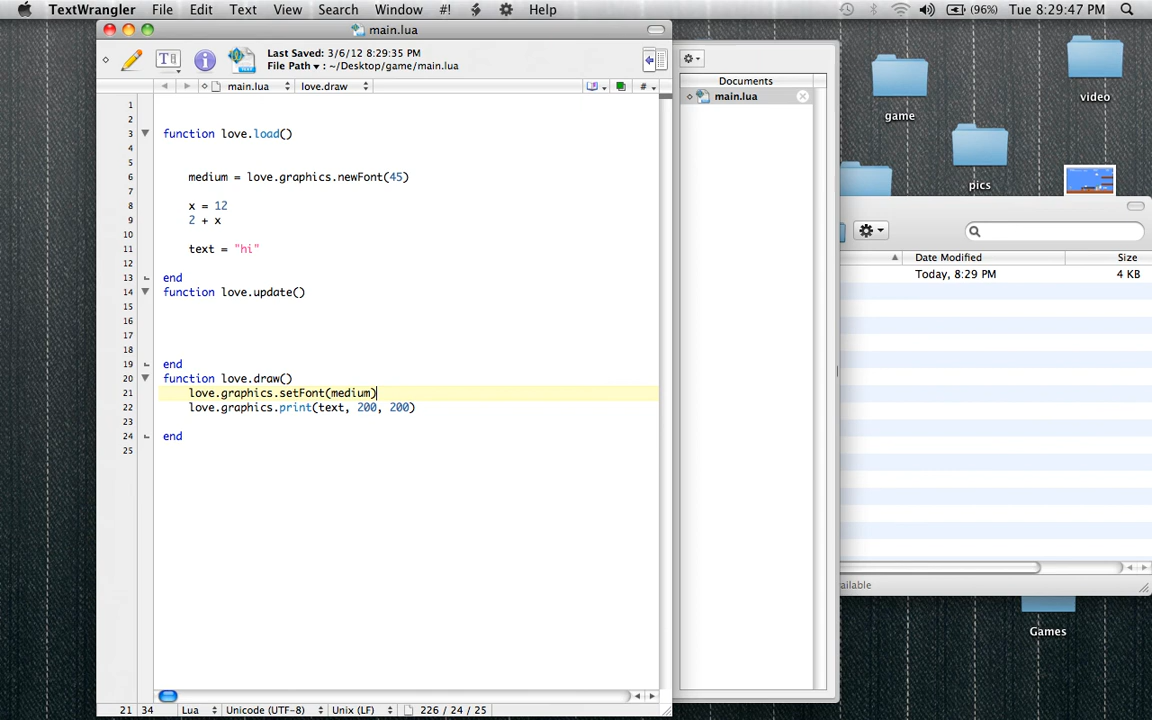 TextWrangler File Edit Text View Search Window #! Help (96%) Tue 8:29:47 PM
main.lua
Last Saved: 3/6/12 8:29:35 PM
File Path ▾ : ~/Desktop/game/main.lua
main.lua love.draw #
1
2
3 function love.load()
4
5
6 medium = love.graphics.newFont(45)
7
8 x = 12
9 2 + x
10
11 text = "hi"
12
13 end
14 function love.update()
15
16
17
18
19 end
20 function love.draw()
21 love.graphics.setFont(medium)
22 love.graphics.print(text, 200, 200)
23
24 end
25
21 34 Lua Unicode (UTF-8) Unix (LF) 226 / 24 / 25
Documents
main.lua
game
video
pics
Date Modified Size
Today, 8:29 PM 4 KB
ailable
Games